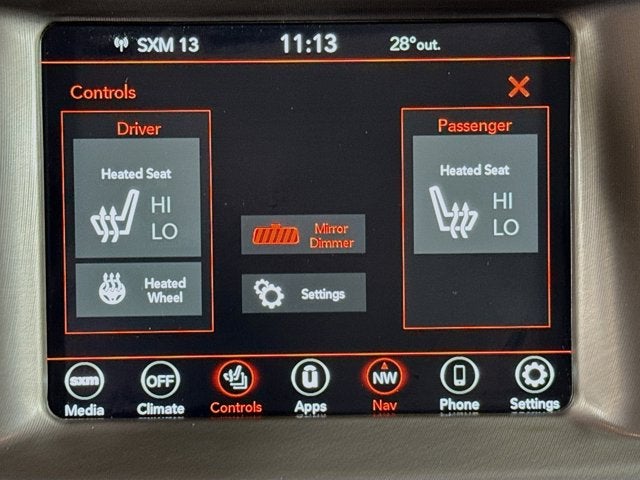 SXM 13 11:13 28°out.
Controls
Driver
Heated Seat
HI
LO
Heated
Wheel
Mirror
Dimmer
Settings
Passenger
Heated Seat
HI
LO
sxm OFF NW
Media Climate Controls Apps Nav Phone Settings